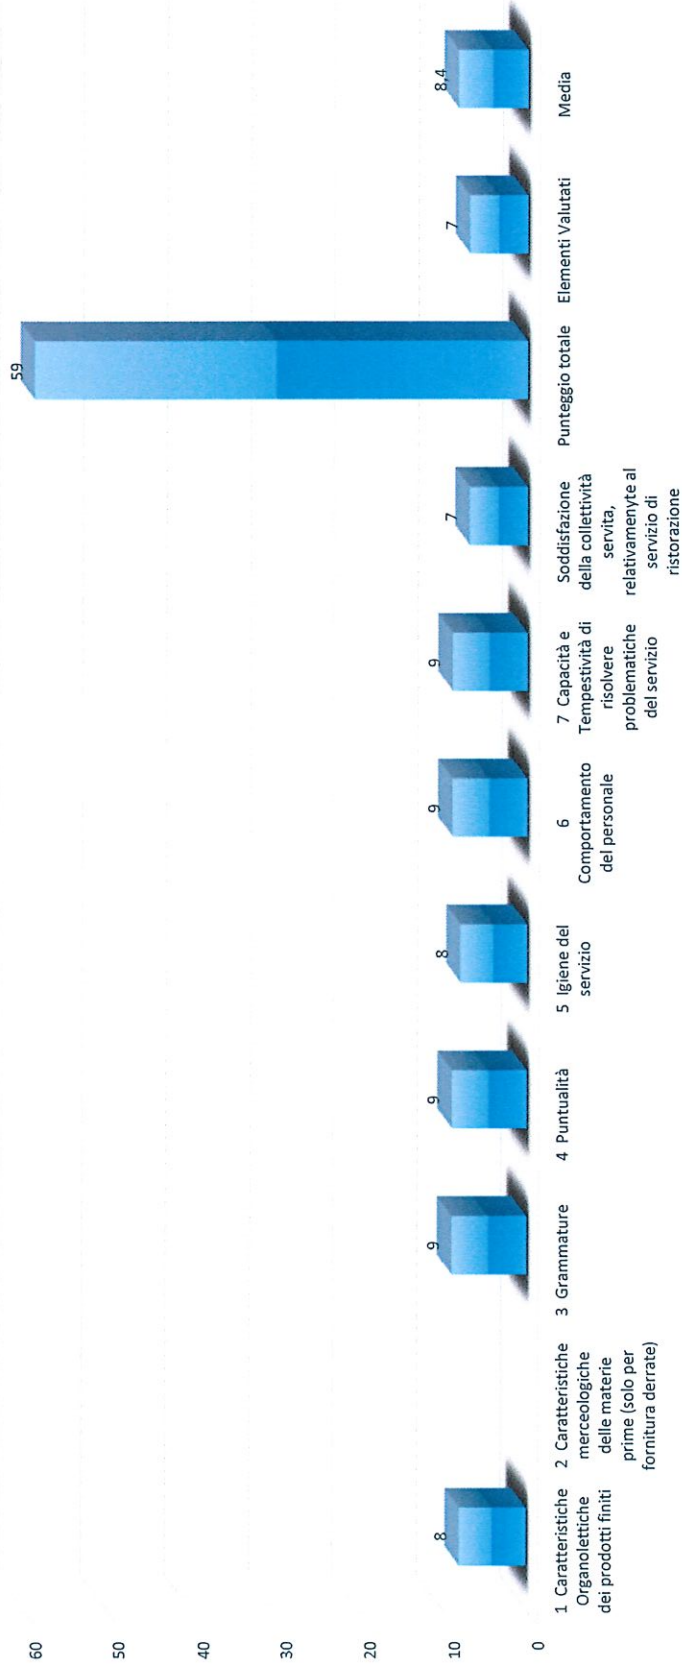 60
50
40
30
20
10
0
8
9
9
8
9
9
7
59
7
8,4
1 Caratteristiche
Organolettiche
dei prodotti finiti
2 Caratteristiche
merceologiche
delle materie
prime (solo per
fornitura derrate)
3 Grammature
4 Puntualità
5 Igiene del
servizio
6
Comportamento
del personale
7 Capacità e
Tempestività di
risolvere
problematiche
del servizio
Soddisfazione
della collettività
servita,
relativamenyte al
servizio di
ristorazione
Punteggio totale
Elementi Valutati
Media